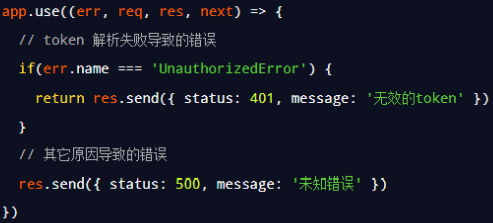 app.use((err, req, res, next) => {
  // token 解析失败导致的错误
  if(err.name === 'UnauthorizedError') {
    return res.send({ status: 401, message: '无效的token' })
  }
  // 其它原因导致的错误
  res.send({ status: 500, message: '未知错误' })
})